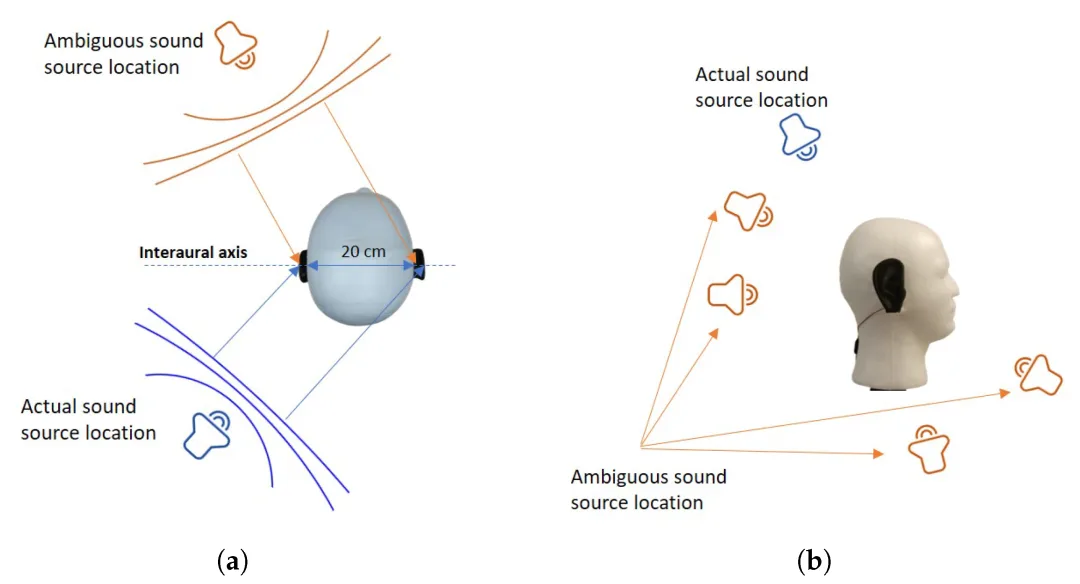 Ambiguous sound
source location
Interaural axis
20 cm
Actual sound
source location
(a)
Actual sound
source location
Ambiguous sound
source location
(b)